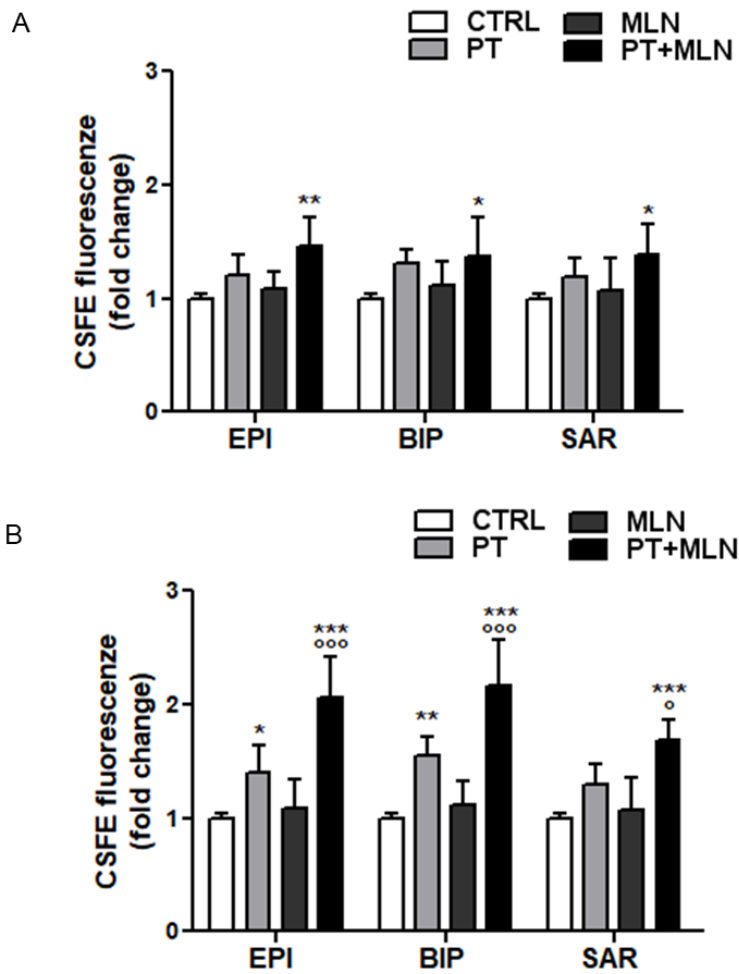 A
CTRL MLN
PT PT+MLN
CSFE fluorescenze
(fold change)
3
2
1
0
** * *
EPI BIP SAR
B
CTRL MLN
PT PT+MLN
CSFE fluorescenze
(fold change)
3
2
1
0
* *** ** *** ***
°°° °°° °
EPI BIP SAR